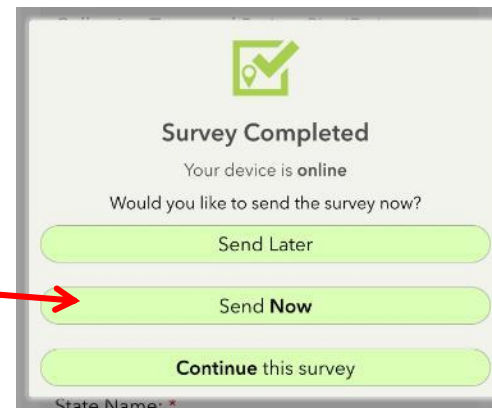 Survey Completed
Your device is online
Would you like to send the survey now?
Send Later
Send Now
Continue this survey
State Name: *